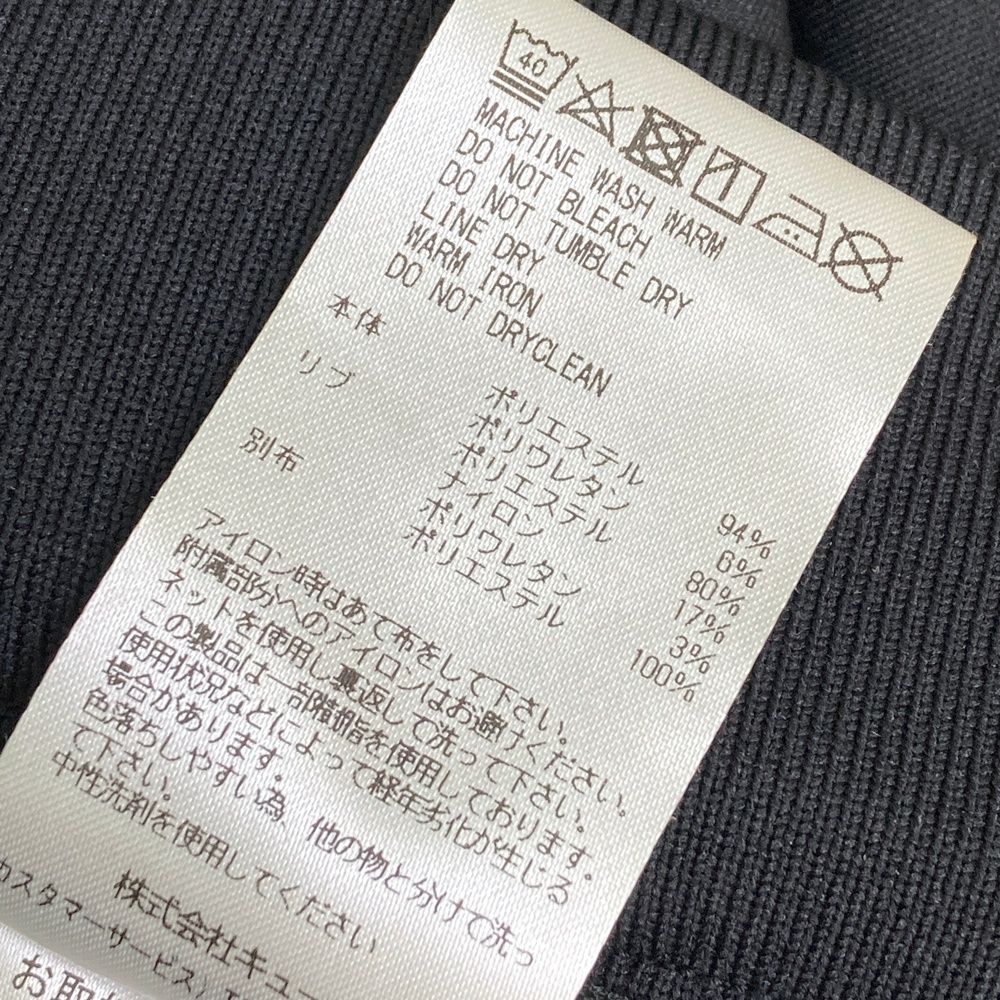 40
MACHINE WASH WARM
DO NOT BLEACH
DO NOT TUMBLE DRY
LINE DRY
WARM IRON
DO NOT DRYCLEAN
本体 ポリエステル 94%
ポリウレタン 6%
リブ ポリエステル 80%
ナイロン 17%
ポリウレタン 3%
別布 ポリエステル 100%
アイロン時はあて布をして下さい。
附属部分へのアイロンはお避けください。
ネットを使用し裏返して洗って下さい。
この製品は一部樹脂を使用しております。
使用状況などによって経年劣化が生じる
場合があります。
色落ちしやすい為、他の物と分けて洗っ
て下さい。
中性洗剤を使用してください
株式会社キュー
カスタマーサービス
お取